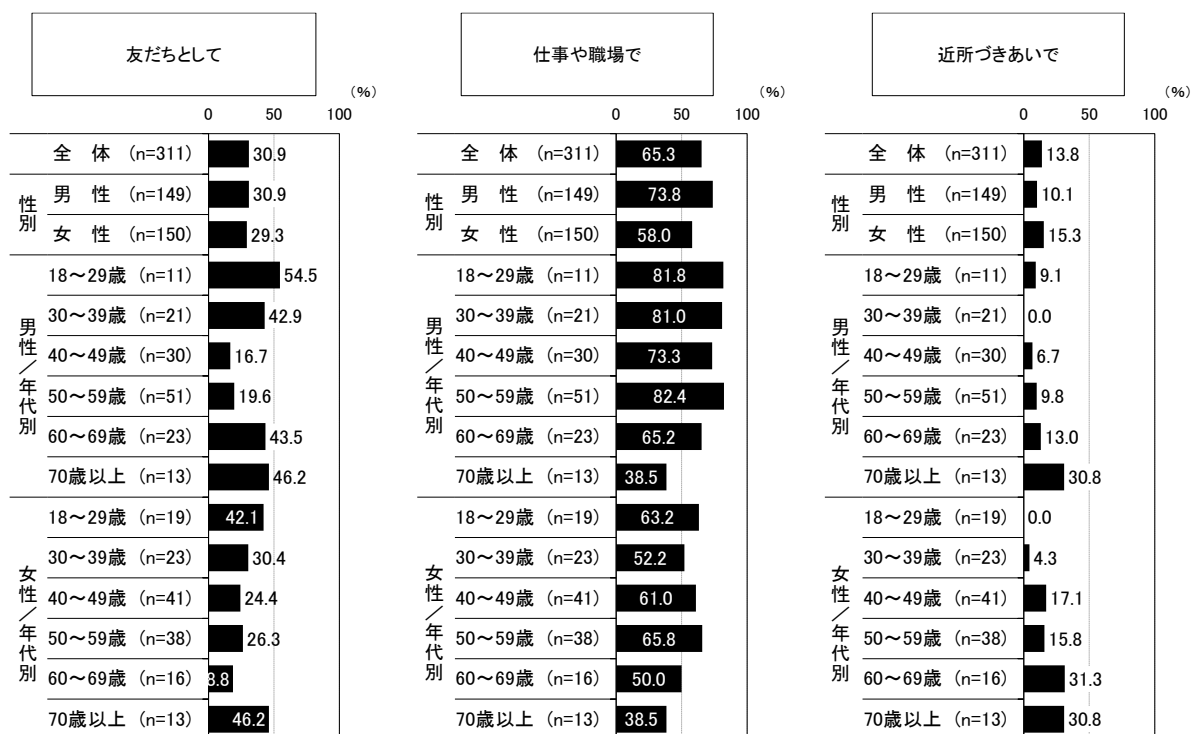 友だちとして
(%)
0 50 100
全 体 (n=311) 30.9
性別
男 性 (n=149) 30.9
女 性 (n=150) 29.3
男性/年代別
18～29歳 (n=11) 54.5
30～39歳 (n=21) 42.9
40～49歳 (n=30) 16.7
50～59歳 (n=51) 19.6
60～69歳 (n=23) 43.5
70歳以上 (n=13) 46.2
女性/年代別
18～29歳 (n=19) 42.1
30～39歳 (n=23) 30.4
40～49歳 (n=41) 24.4
50～59歳 (n=38) 26.3
60～69歳 (n=16) 8.8
70歳以上 (n=13) 46.2
仕事や職場で
(%)
0 50 100
全 体 (n=311) 65.3
性別
男 性 (n=149) 73.8
女 性 (n=150) 58.0
男性/年代別
18～29歳 (n=11) 81.8
30～39歳 (n=21) 81.0
40～49歳 (n=30) 73.3
50～59歳 (n=51) 82.4
60～69歳 (n=23) 65.2
70歳以上 (n=13) 38.5
女性/年代別
18～29歳 (n=19) 63.2
30～39歳 (n=23) 52.2
40～49歳 (n=41) 61.0
50～59歳 (n=38) 65.8
60～69歳 (n=16) 50.0
70歳以上 (n=13) 38.5
近所づきあいで
(%)
0 50 100
全 体 (n=311) 13.8
性別
男 性 (n=149) 10.1
女 性 (n=150) 15.3
男性/年代別
18～29歳 (n=11) 9.1
30～39歳 (n=21) 0.0
40～49歳 (n=30) 6.7
50～59歳 (n=51) 9.8
60～69歳 (n=23) 13.0
70歳以上 (n=13) 30.8
女性/年代別
18～29歳 (n=19) 0.0
30～39歳 (n=23) 4.3
40～49歳 (n=41) 17.1
50～59歳 (n=38) 15.8
60～69歳 (n=16) 31.3
70歳以上 (n=13) 30.8